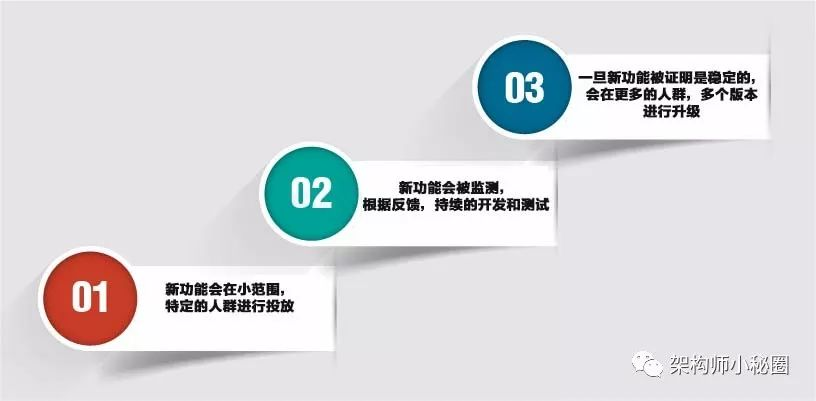 01
新功能会在小范围，
特定的人群进行投放
02
新功能会被监测，
根据反馈，持续的开发和测试
03
一旦新功能被证明是稳定的，
会在更多的人群，多个版本
进行升级
架构师小秘圈